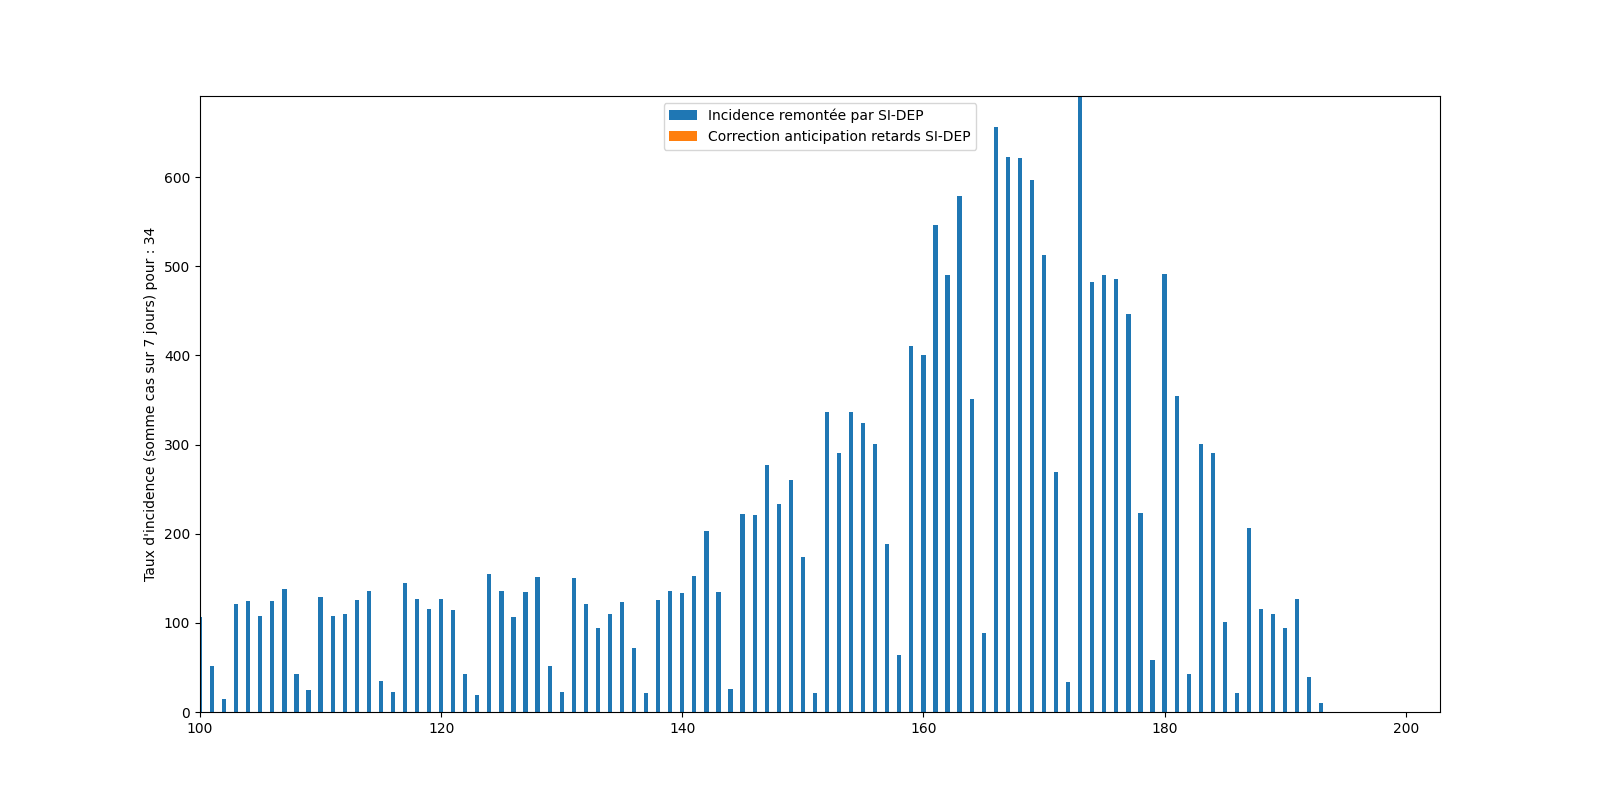 Incidence remontée par SI-DEP
Correction anticipation retards SI-DEP
Taux d'incidence (somme cas sur 7 jours) pour : 34
600
500
400
300
200
100
0
100 120 140 160 180 200